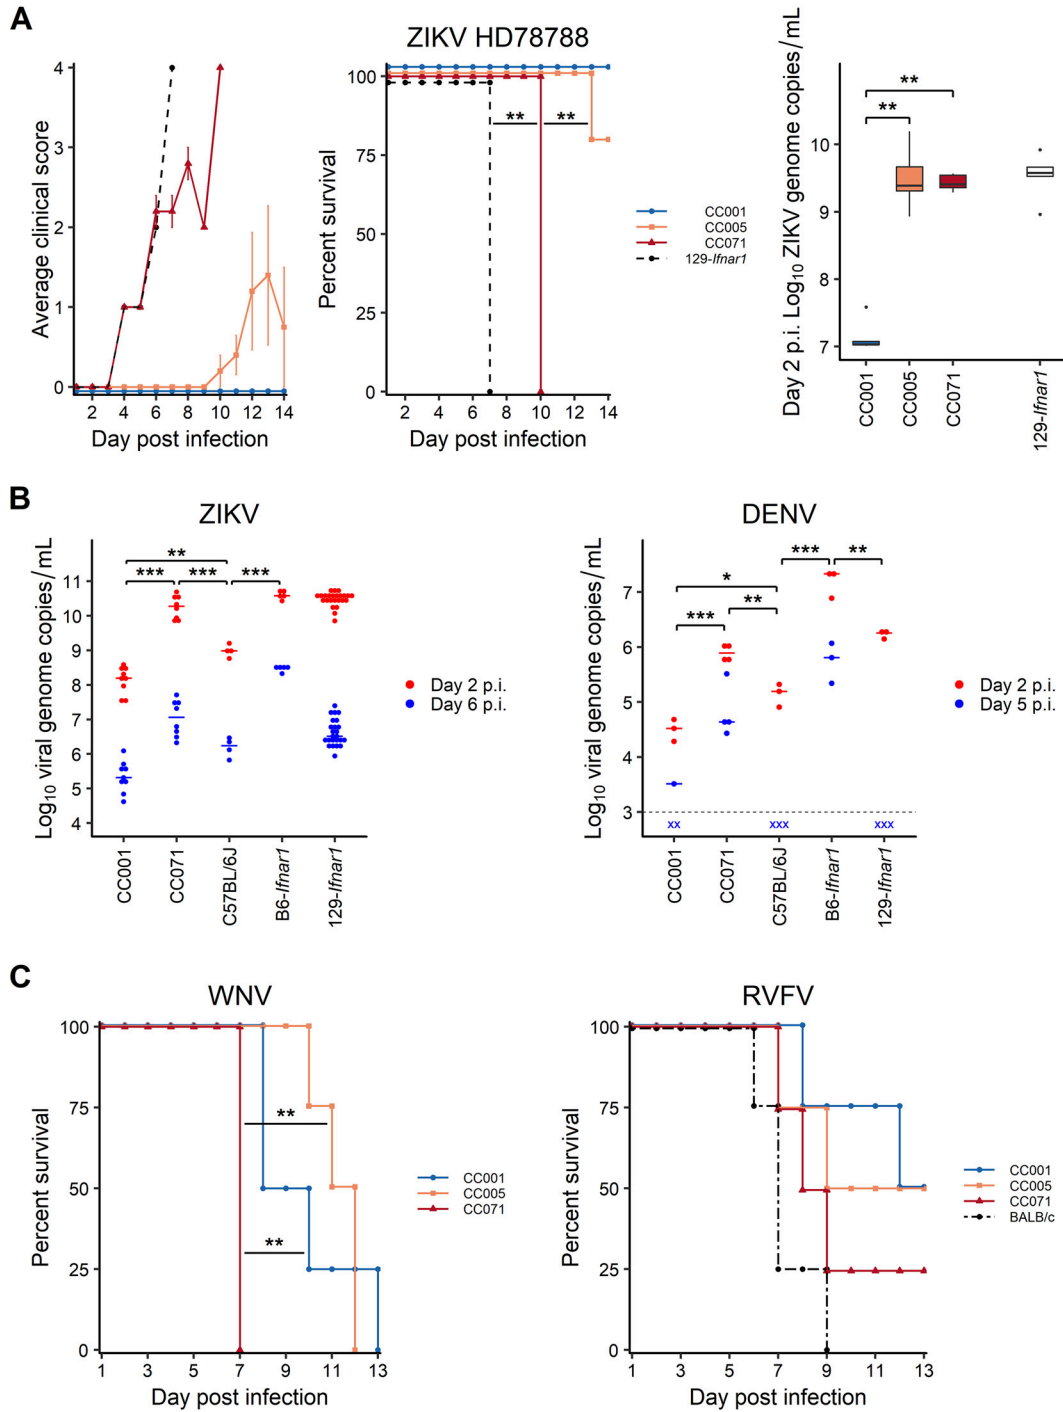 A
ZIKV HD78788
Average clinical score
4
3
2
1
0
2 4 6 8 10 12 14
Day post infection
Percent survival
100
75
50
25
0
** **
2 4 6 8 10 12 14
Day post infection
CC001
CC005
CC071
129-Ifnar1
Day 2 p.i. Log10 ZIKV genome copies/mL
10
9
8
7
**
**
CC001
CC005
CC071
129-Ifnar1
B
ZIKV
Log10 viral genome copies/mL
11
10
9
8
7
6
5
4
**
*** *** ***
CC001
CC071
C57BL/6J
B6-Ifnar1
129-Ifnar1
Day 2 p.i.
Day 6 p.i.
DENV
Log10 viral genome copies/mL
7
6
5
4
3
*** **
*
**
***
xx xxx xxx
CC001
CC071
C57BL/6J
B6-Ifnar1
129-Ifnar1
Day 2 p.i.
Day 5 p.i.
C
WNV
Percent survival
100
75
50
25
0
**
**
1 3 5 7 9 11 13
Day post infection
CC001
CC005
CC071
RVFV
Percent survival
100
75
50
25
0
1 3 5 7 9 11 13
Day post infection
CC001
CC005
CC071
BALB/c